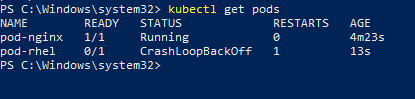 PS C:\Windows\system32> kubectl get pods
NAME READY STATUS RESTARTS AGE
pod-nginx 1/1 Running 0 4m23s
pod-rhel 0/1 CrashLoopBackOff 1 13s
PS C:\Windows\system32>